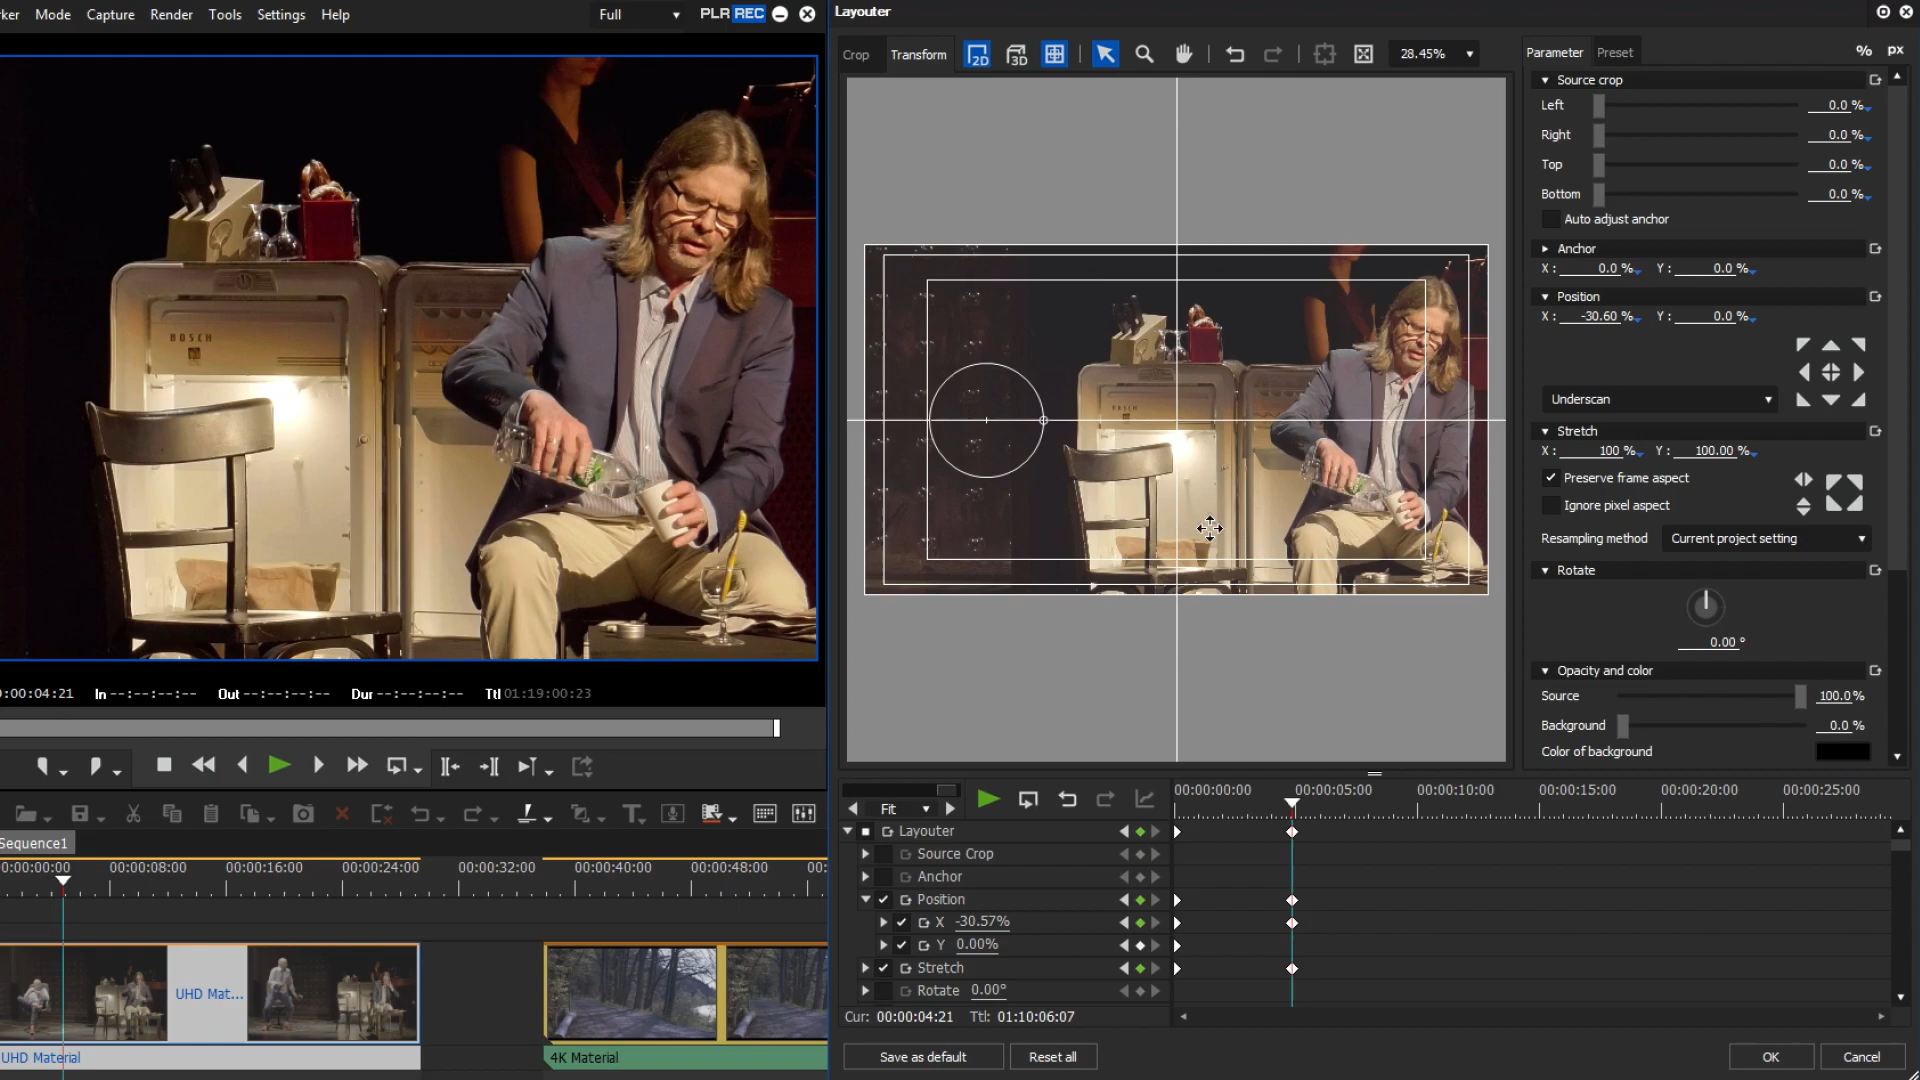 ker Mode Capture Render Tools Settings Help
Full
PLR REC
BOSCH
:00:00:04:21 In --:--:--:-- Out --:--:--:-- Dur --:--:--:-- Ttl 01:19:00:23
Sequence1
0:00:00:00 00:00:08:00 00:00:16:00 00:00:24:00 00:00:32:00 00:00:40:00 00:00:48:00 00:
UHD Mat...
UHD Material
4K Material
Layouter
Crop Transform 2D 3D 28.45%
BOSCH
Parameter Preset % px
Source crop
Left 0.0 %
Right 0.0 %
Top 0.0 %
Bottom 0.0 %
Auto adjust anchor
Anchor
X : 0.0 % Y : 0.0 %
Position
X : -30.60 % Y : 0.0 %
Underscan
Stretch
X : 100 % Y : 100.00 %
Preserve frame aspect
Ignore pixel aspect
Resampling method Current project setting
Rotate
0.00 °
Opacity and color
Source 100.0 %
Background 0.0 %
Color of background
Fit
00:00:00:00 00:00:05:00 00:00:10:00 00:00:15:00 00:00:20:00 00:00:25:00
Layouter
Source Crop
Anchor
Position
X -30.57%
Y 0.00%
Stretch
Rotate 0.00°
Cur: 00:00:04:21 Ttl: 01:10:06:07
Save as default Reset all OK Cancel